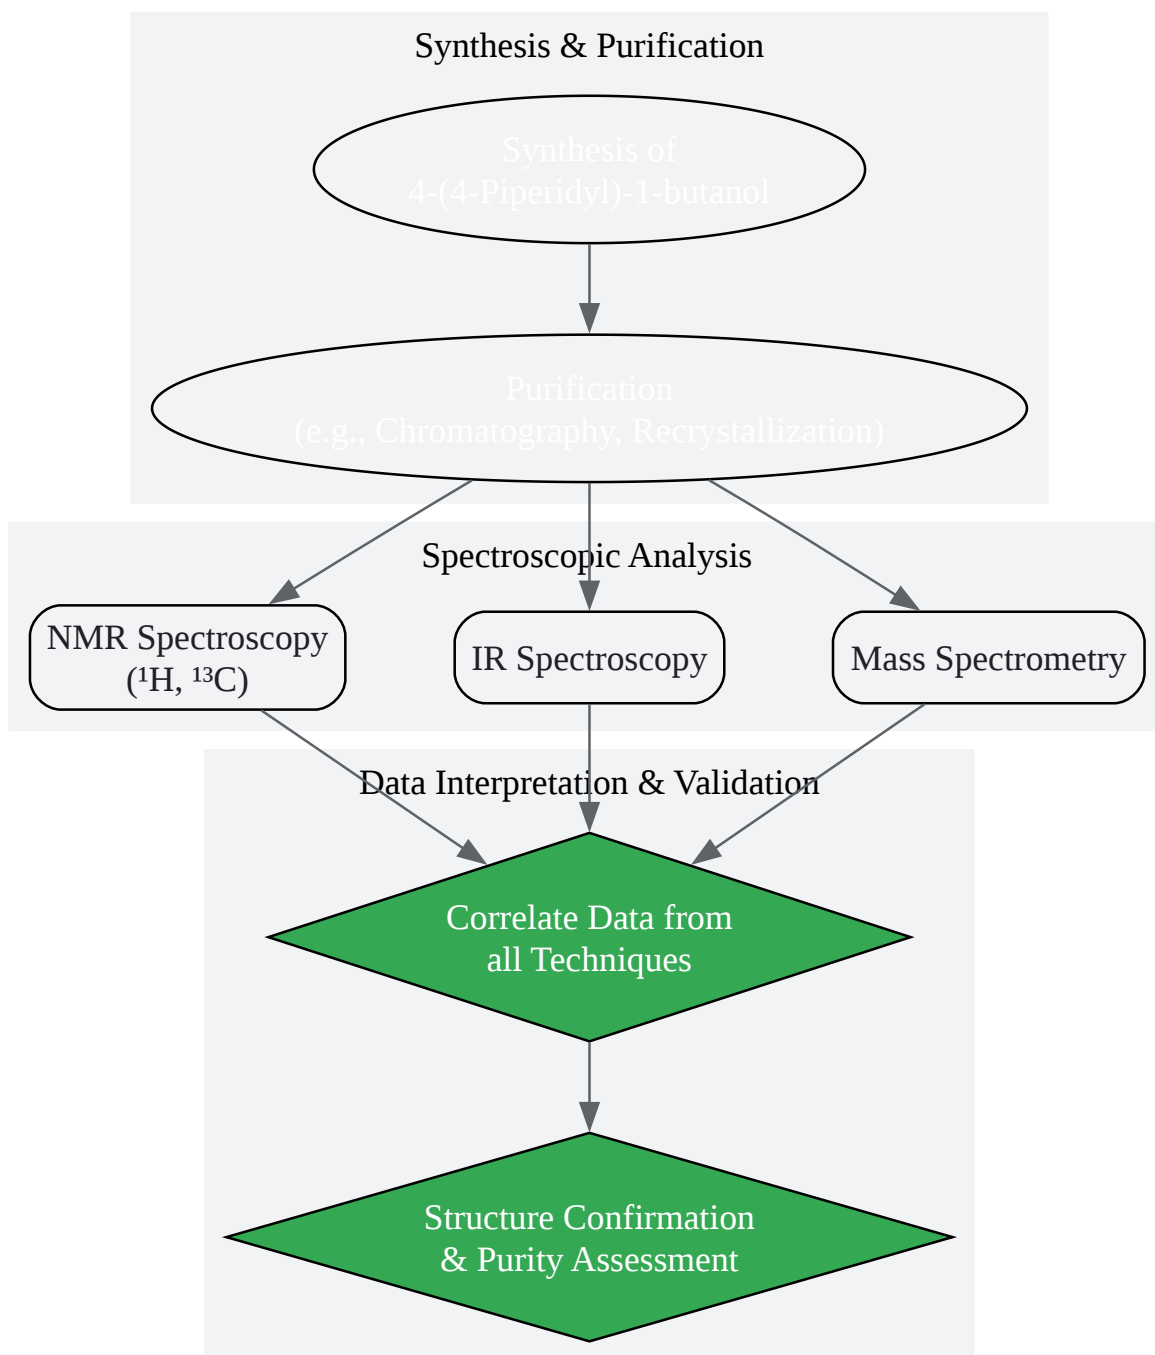 Synthesis & Purification
Synthesis of
4-(4-Piperidyl)-1-butanol
Purification
(e.g., Chromatography, Recrystallization)
Spectroscopic Analysis
NMR Spectroscopy
(¹H, ¹³C)
IR Spectroscopy
Mass Spectrometry
Data Interpretation & Validation
Correlate Data from
all Techniques
Structure Confirmation
& Purity Assessment